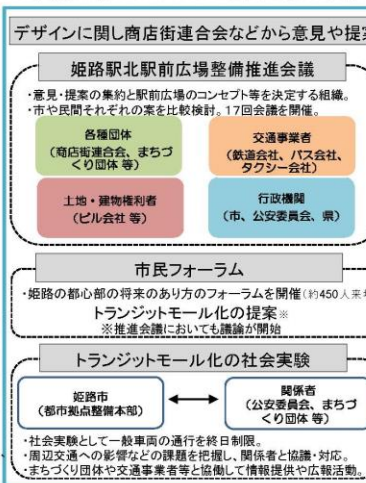 デザインに関し商店街連合会などから意見や提案
姫路駅北駅前広場整備推進会議
・意見・提案の集約と駅前広場のコンセプト等を決定する組織。
・市や民間それぞれの案を比較検討。17回会議を開催。
各種団体
（商店街連合会、まちづ
くり団体 等）
交通事業者
（鉄道会社、バス会社、
タクシー会社）
土地・建物権利者
（ビル会社 等）
行政機関
（市、公安委員会、県）
市民フォーラム
・姫路の都心部の将来のあり方のフォーラムを開催（約450人来場
トランジットモール化の提案※
※推進会議においても議論が開始
トランジットモール化の社会実験
姫路市
（都市拠点整備本部）
関係者
（公安委員会、まちづ
くり団体 等）
・社会実験として一般車両の通行を終日制限。
・周辺交通への影響などの課題を把握し、関係者と協議・対応。
・まちづくり団体や交通事業者等と協働して情報提供や広報活動。